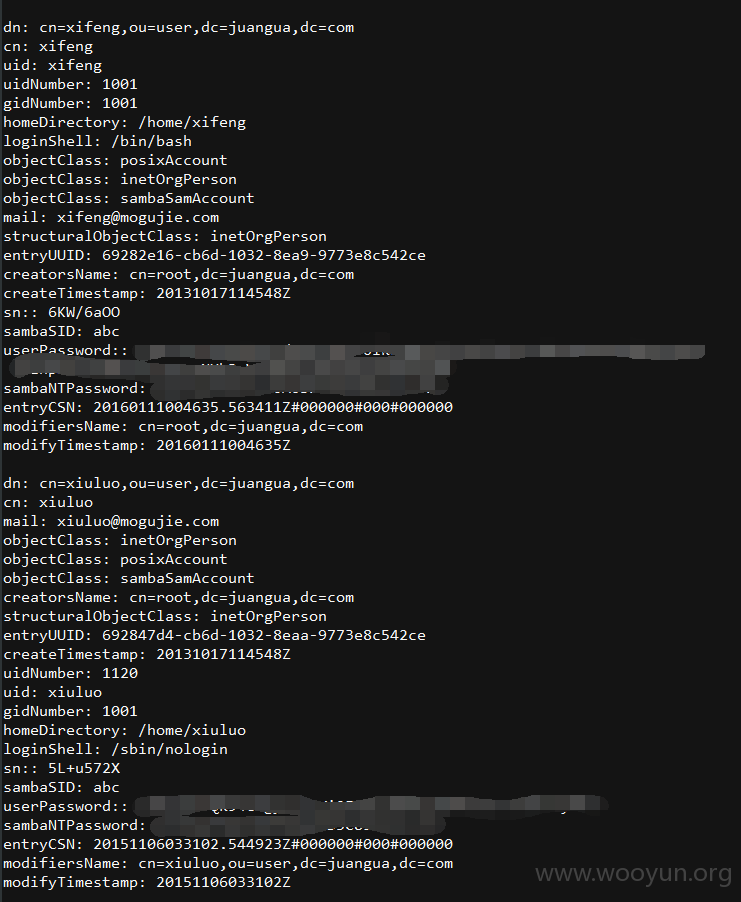 dn: cn=xifeng,ou=user,dc=juangua,dc=com
cn: xifeng
uid: xifeng
uidNumber: 1001
gidNumber: 1001
homeDirectory: /home/xifeng
loginShell: /bin/bash
objectClass: posixAccount
objectClass: inetOrgPerson
objectClass: sambaSamAccount
mail: xifeng@mogujie.com
structuralObjectClass: inetOrgPerson
entryUUID: 69282e16-cb6d-1032-8ea9-9773e8c542ce
creatorsName: cn=root,dc=juangua,dc=com
createTimestamp: 20131017114548Z
sn:: 6KW/6aOO
sambaSID: abc
userPassword::
sambaNTPassword:
entryCSN: 20160111004635.563411Z#000000#000#000000
modifiersName: cn=root,dc=juangua,dc=com
modifyTimestamp: 20160111004635Z
dn: cn=xiuluo,ou=user,dc=juangua,dc=com
cn: xiuluo
mail: xiuluo@mogujie.com
objectClass: inetOrgPerson
objectClass: posixAccount
objectClass: sambaSamAccount
creatorsName: cn=root,dc=juangua,dc=com
structuralObjectClass: inetOrgPerson
entryUUID: 692847d4-cb6d-1032-8eaa-9773e8c542ce
createTimestamp: 20131017114548Z
uidNumber: 1120
uid: xiuluo
gidNumber: 1001
homeDirectory: /home/xiuluo
loginShell: /sbin/nologin
sn:: 5L+u572X
sambaSID: abc
userPassword::
sambaNTPassword:
entryCSN: 20151106033102.544923Z#000000#000#000000
modifiersName: cn=xiuluo,ou=user,dc=juangua,dc=com
modifyTimestamp: 20151106033102Z
www.wooyun.org